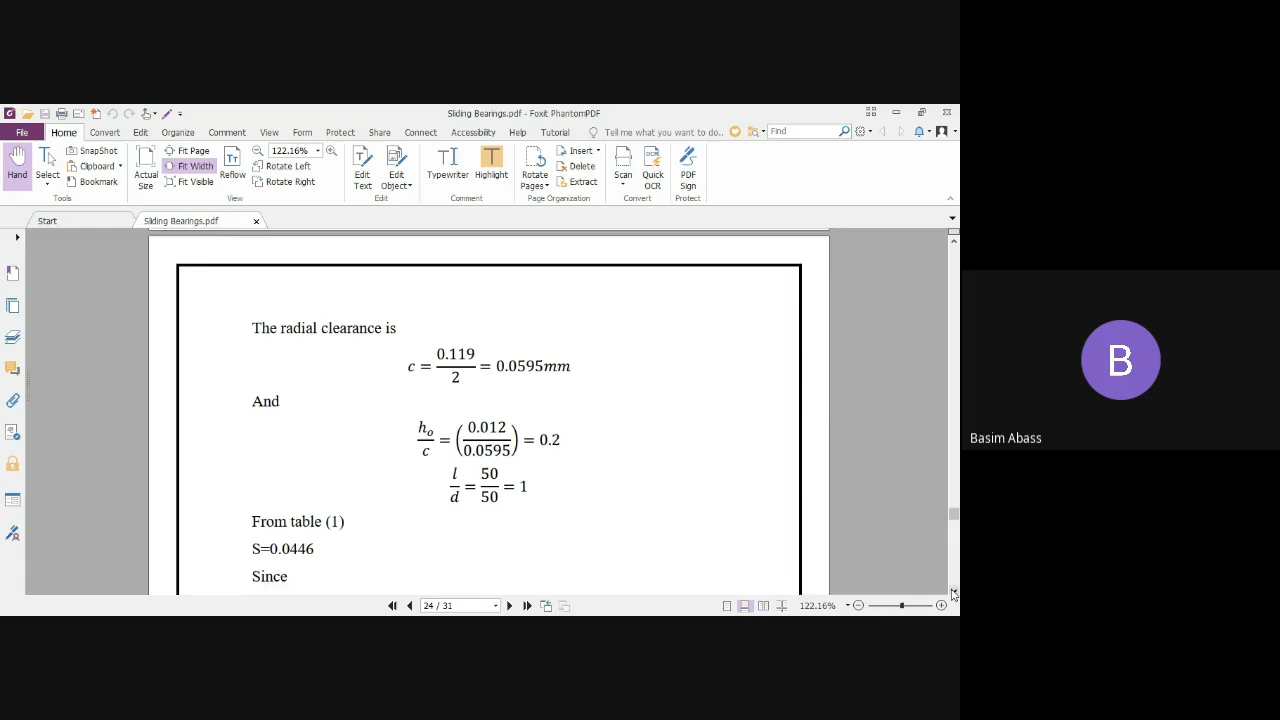 Sliding Bearings.pdf - Foxit PhantomPDF
File Home Convert Edit Organize Comment View Form Protect Share Connect Accessibility Help Tutorial Tell me what you want to do.. Find
Hand Select SnapShot Clipboard Bookmark Actual Size Fit Page Fit Width Fit Visible Reflow 122.16% Rotate Left Rotate Right Edit Text Edit Object Typewriter Highlight Rotate Pages Insert Delete Extract Scan Quick OCR PDF Sign
Tools View Edit Comment Page Organization Convert Protect
Start Sliding Bearings.pdf
The radial clearance is
c = 0.119/2 = 0.0595mm
And
hₒ/c = (0.012/0.0595) = 0.2
l/d = 50/50 = 1
From table (1)
S=0.0446
Since
24 / 31 122.16%
B
Basim Abass